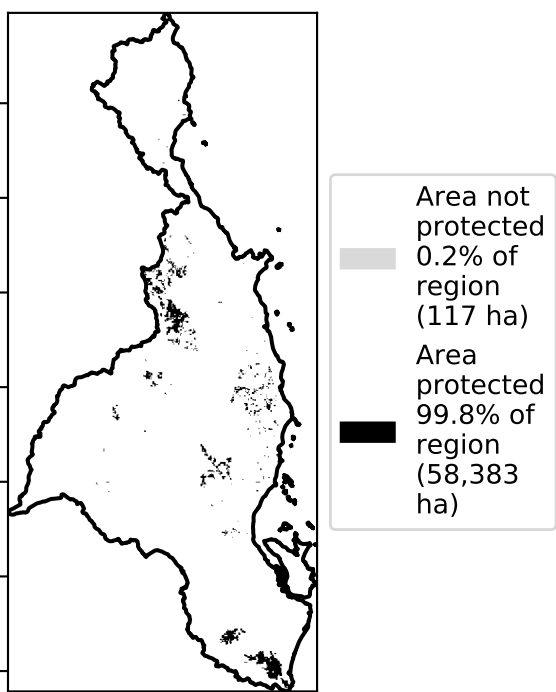 Area not
protected
0.2% of
region
(117 ha)
Area
protected
99.8% of
region
(58,383
ha)